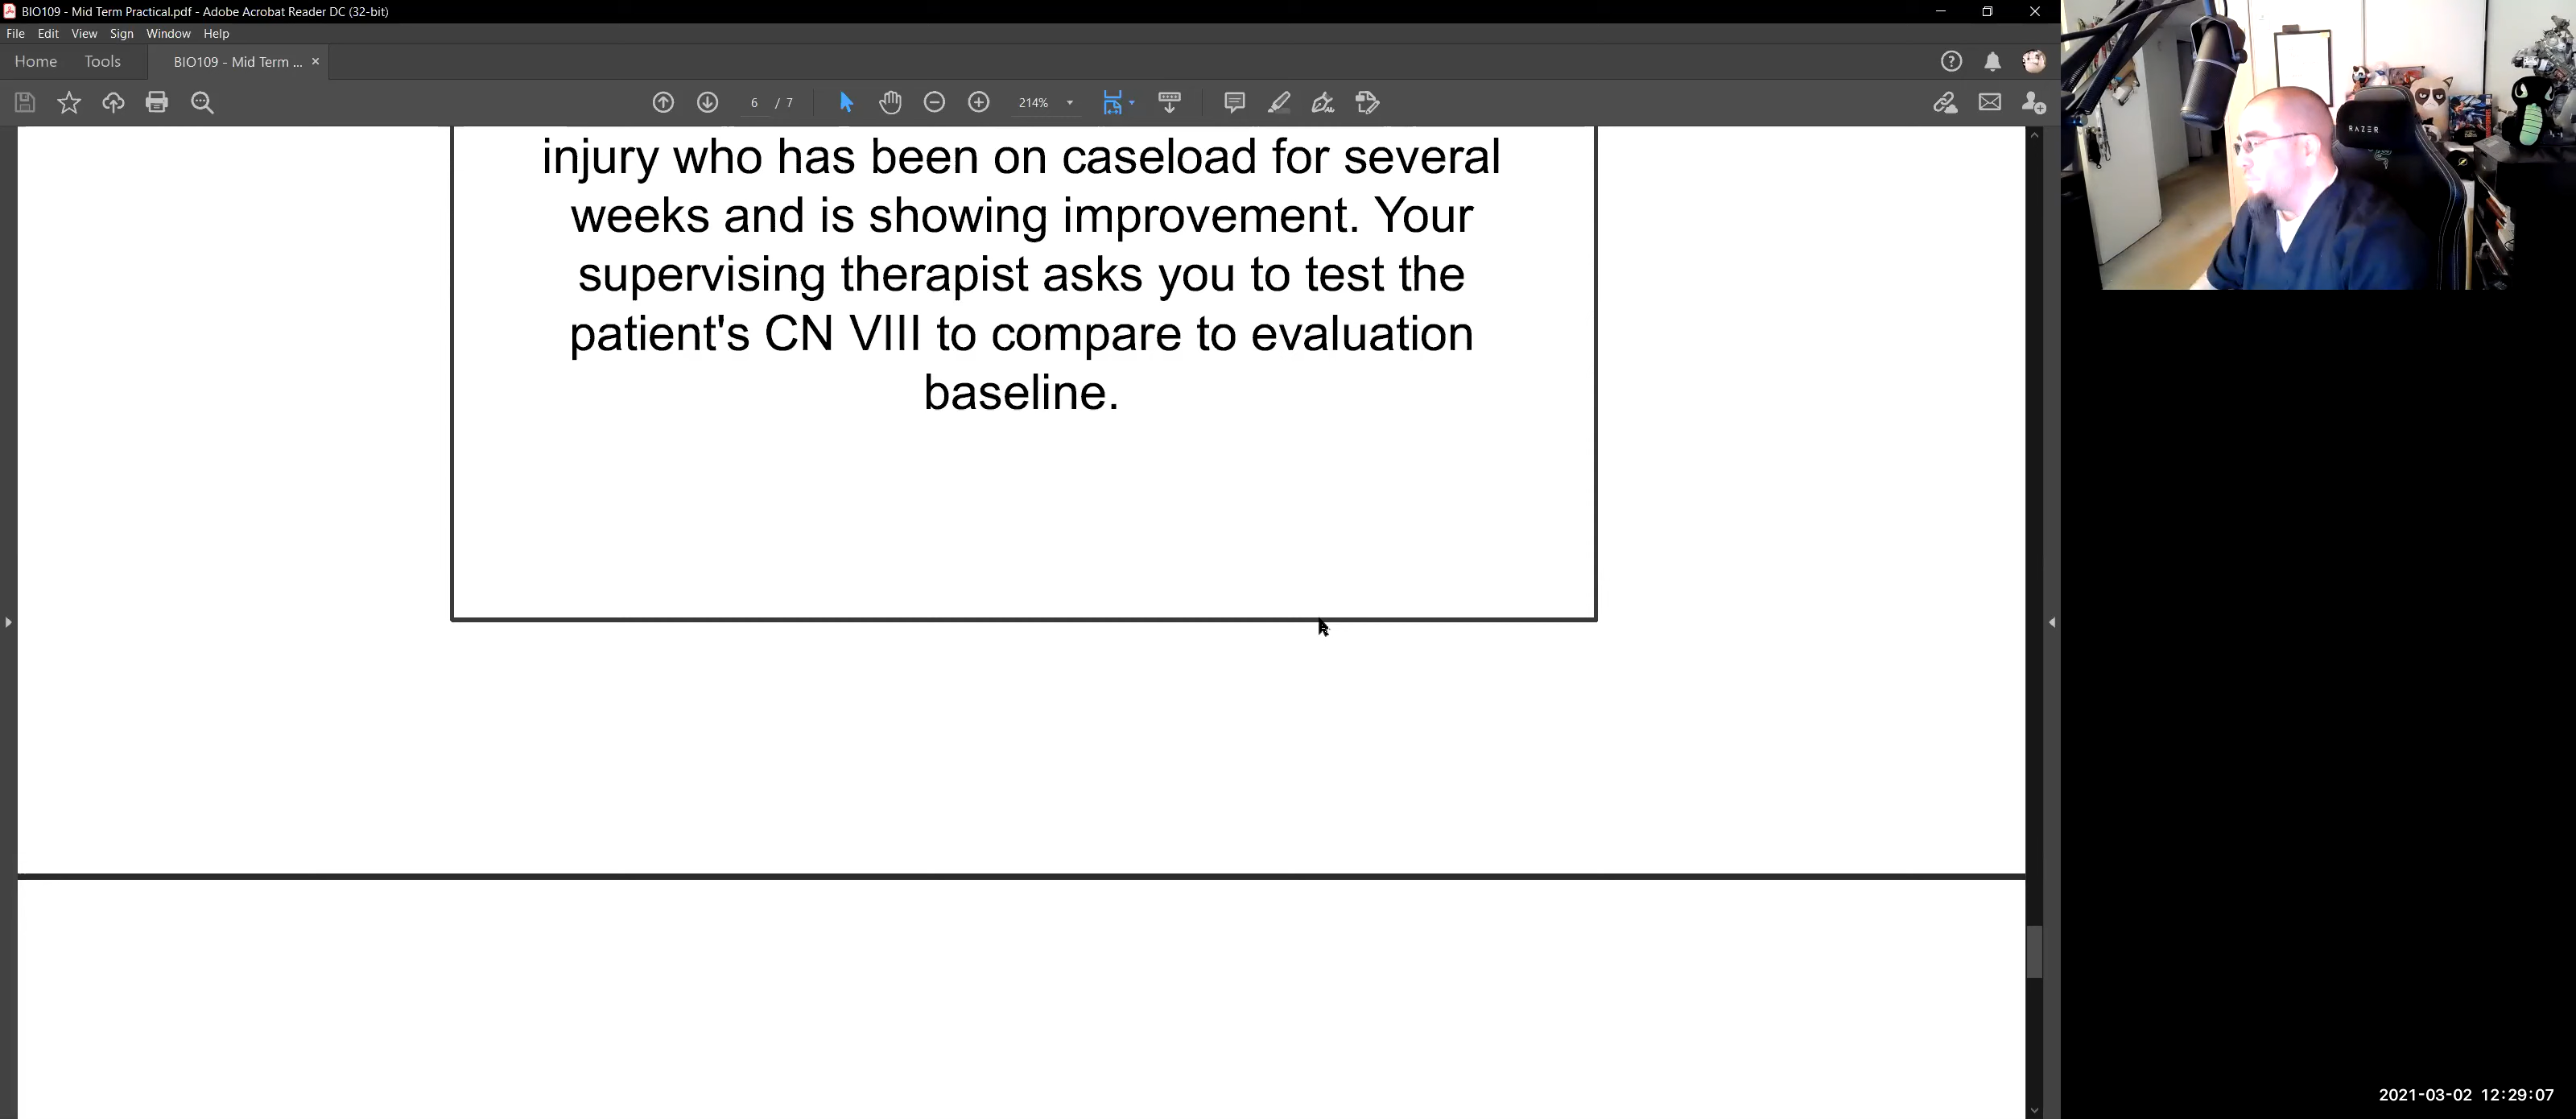 BIO109 - Mid Term Practical.pdf - Adobe Acrobat Reader DC (32-bit)
File Edit View Sign Window Help
Home Tools BIO109 - Mid Term ... ×
6 / 7 214%
injury who has been on caseload for several
weeks and is showing improvement. Your
supervising therapist asks you to test the
patient's CN VIII to compare to evaluation
baseline.
RAZER
2021-03-02 12:29:07